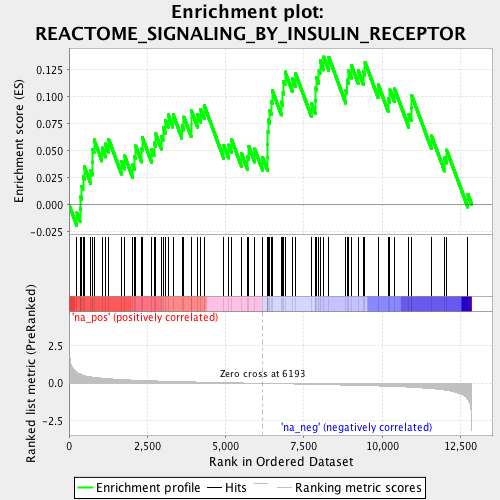 Enrichment plot:
REACTOME_SIGNALING_BY_INSULIN_RECEPTOR
Enrichment score (ES)
0.125
0.100
0.075
0.050
0.025
0.000
-0.025
'na_pos' (positively correlated)
Ranked list metric (PreRanked)
2.5
0.0
-2.5
Zero cross at 6193
'na_neg' (negatively correlated)
0
2,500
5,000
7,500
10,000
12,500
Rank in Ordered Dataset
Enrichment profile
Hits
Ranking metric scores